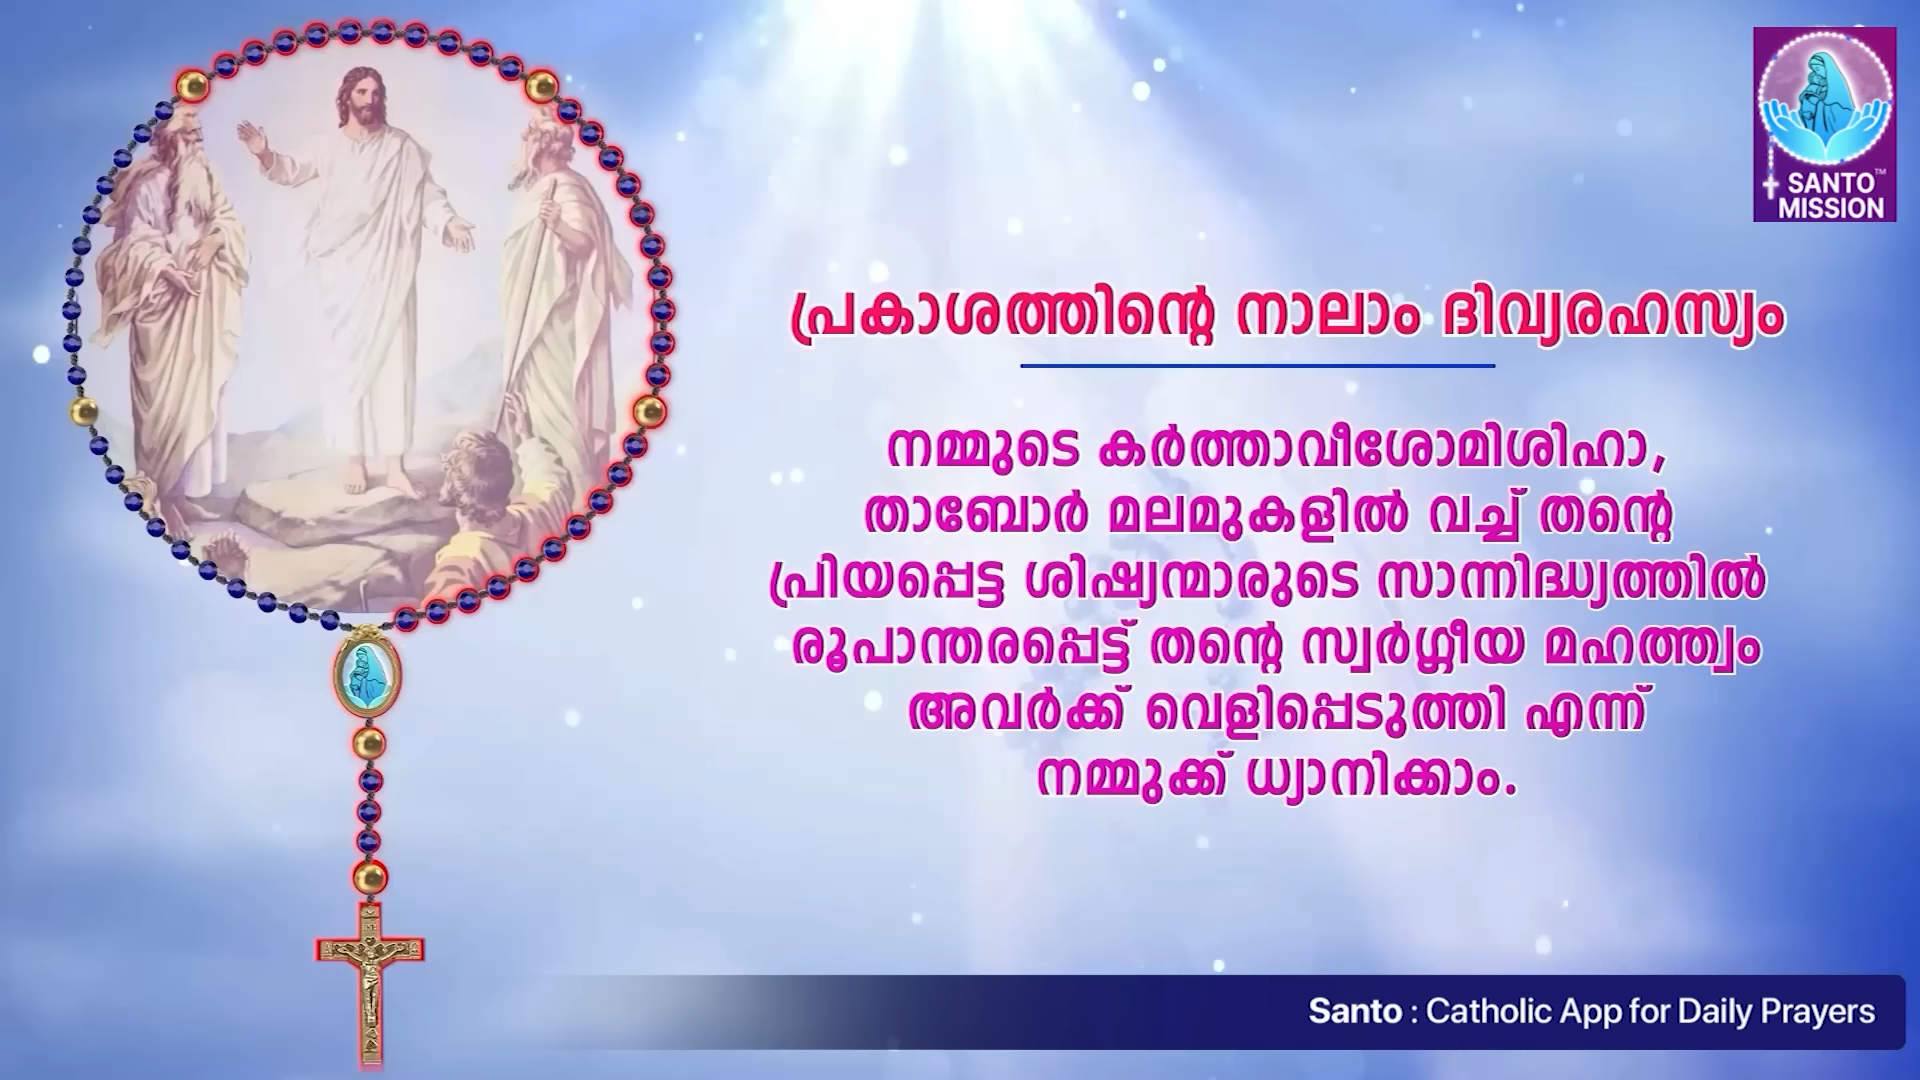 SANTO™
MISSION
പ്രകാശത്തിന്റെ നാലാം ദിവ്യരഹസ്യം
നമ്മുടെ കർത്താവീശോമിശിഹാ,
താബോർ മലമുകളിൽ വച്ച് തന്റെ
പ്രിയപ്പെട്ട ശിഷ്യന്മാരുടെ സാന്നിദ്ധ്യത്തിൽ
രൂപാന്തരപ്പെട്ട് തന്റെ സ്വർഗ്ഗീയ മഹത്ത്വം
അവർക്ക് വെളിപ്പെടുത്തി എന്ന്
നമ്മുക്ക് ധ്യാനിക്കാം.
Santo : Catholic App for Daily Prayers